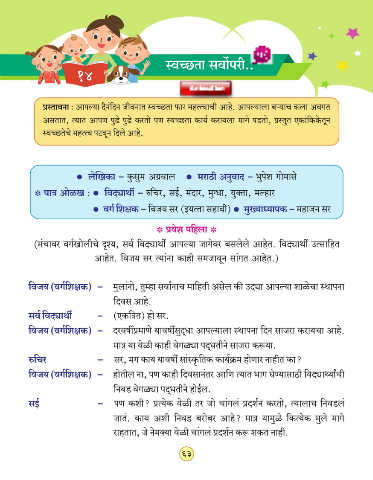 १४
स्वच्छता सर्वोपरी..
प्रस्तावना : आपल्या दैनंदिन जीवनात स्वच्छता फार महत्त्वाची आहे. आपल्याला बऱ्याच कला अवगत
असतात, त्यात आपण पुढे पुढे करतो पण स्वच्छता कार्य करायला मागे पडतो, प्रस्तुत एकांकिकेतून
स्वच्छतेचे महत्त्व पटवून दिले आहे.
● लेखिका – कुसुम अग्रवाल ● मराठी अनुवाद – भुपेश गोमासे
❊ पात्र ओळख : ● विद्यार्थी – रुचिर, सई, मंदार, मुग्धा, युक्ता, मल्हार
● वर्गशिक्षक – विजय सर (इयत्ता सहावी) ● मुख्याध्यापक – महाजन सर
❊ प्रवेश पहिला ❊
(मंचावर वर्गखोलीचे दृश्य, सर्व विद्यार्थी आपल्या जागेवर बसलेले आहेत. विद्यार्थी उत्साहित
आहेत. विजय सर त्यांना काही समजावून सांगत आहेत.)
विजय (वर्गशिक्षक) – मुलांनो, तुम्हा सर्वांनाच माहिती असेल की उद्या आपल्या शाळेचा स्थापना
दिवस आहे.
सर्व विद्यार्थी – (एकत्रित) हो सर.
विजय (वर्गशिक्षक) – दरवर्षीप्रमाणे यावर्षीसुद्धा आपल्याला स्थापना दिन साजरा करायचा आहे.
मात्र या वेळी काही वेगळ्या पद्धतीने साजरा करूया.
रुचिर – सर, मग काय यावर्षी सांस्कृतिक कार्यक्रम होणार नाहीत का?
विजय (वर्गशिक्षक) – होतील ना, पण काही दिवसानंतर आणि त्यात भाग घेण्यासाठी विद्यार्थ्यांची
निवड वेगळ्या पद्धतीने होईल.
सई – पण कशी? प्रत्येक वेळी तर जो चांगलं प्रदर्शन करतो, त्यालाच निवडलं
जातं. काय अशी निवड बरोबर आहे? मात्र यामुळे कित्येक मुले मागे
राहतात, जे नेमक्या वेळी चांगलं प्रदर्शन करू शकत नाही.
६३